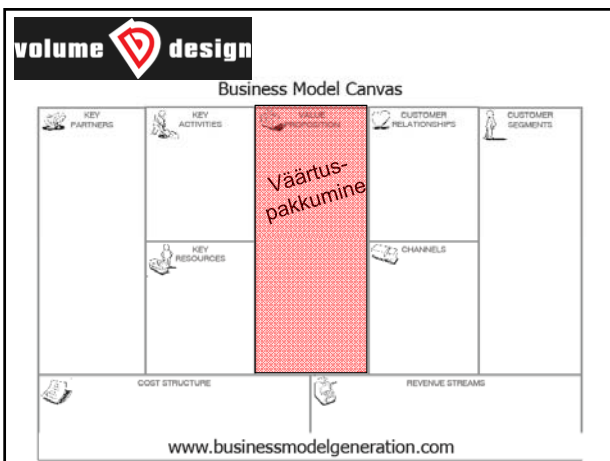 volume design
Business Model Canvas
KEY
PARTNERS
KEY
ACTIVITIES
VALUE
PROPOSITION
CUSTOMER
RELATIONSHIPS
CUSTOMER
SEGMENTS
Väärtus-
pakkumine
KEY
RESOURCES
CHANNELS
COST STRUCTURE
REVENUE STREAMS
www.businessmodelgeneration.com